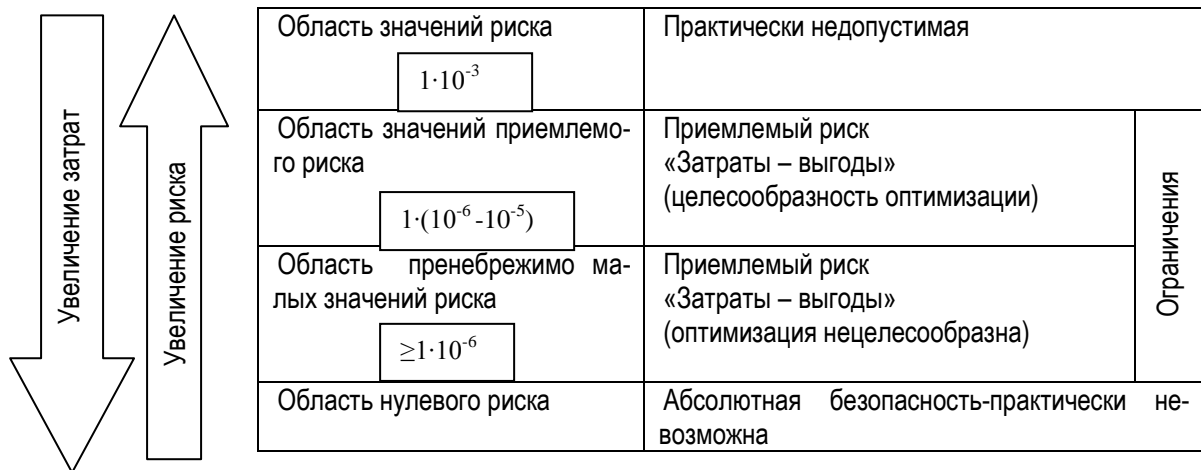 Увеличение затрат
Увеличение риска
Область значений риска
1·10⁻³
Практически недопустимая
Область значений приемлемо-
го риска
1·(10⁻⁶ -10⁻⁵)
Приемлемый риск
«Затраты – выгоды»
(целесообразность оптимизации)
Область пренебрежимо ма-
лых значений риска
≥1·10⁻⁶
Приемлемый риск
«Затраты – выгоды»
(оптимизация нецелесообразна)
Ограничения
Область нулевого риска
Абсолютная безопасность-практически не-
возможна